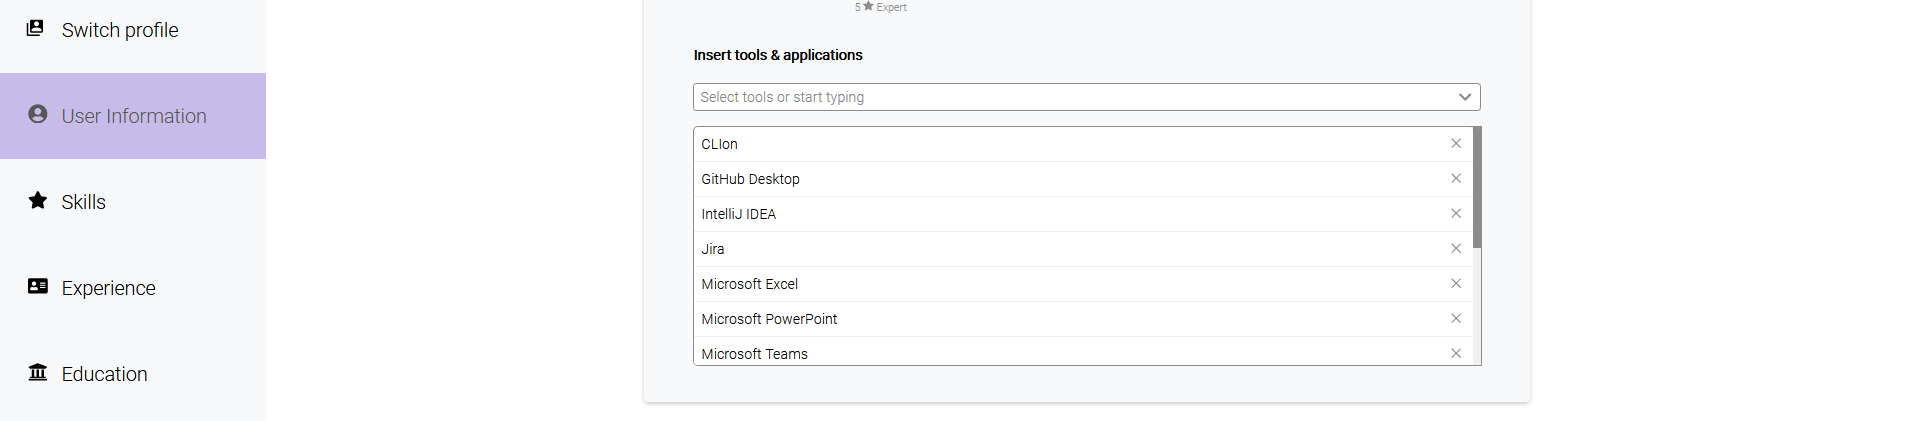 Switch profile
User Information
Skills
Experience
Education
5 Expert
Insert tools & applications
Select tools or start typing
CLIon
GitHub Desktop
IntelliJ IDEA
Jira
Microsoft Excel
Microsoft PowerPoint
Microsoft Teams